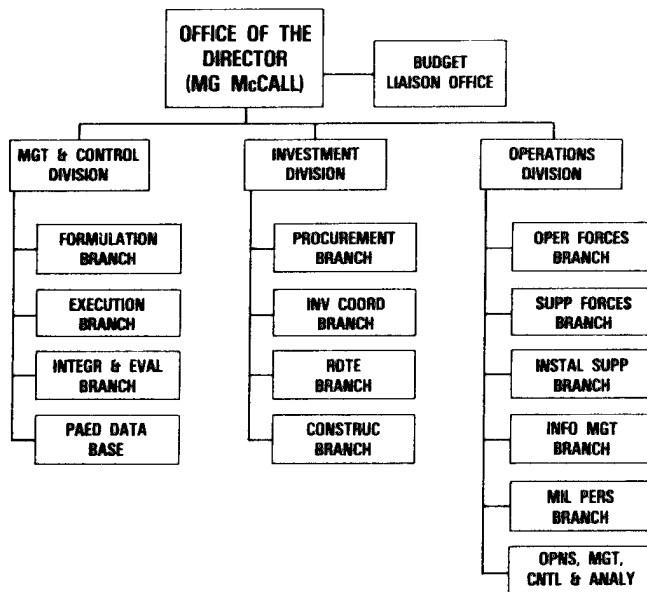 OFFICE OF THE
DIRECTOR
(MG McCALL)
BUDGET
LIAISON OFFICE
MGT & CONTROL
DIVISION
FORMULATION
BRANCH
EXECUTION
BRANCH
INTEGR & EVAL
BRANCH
PAED DATA
BASE
INVESTMENT
DIVISION
PROCUREMENT
BRANCH
INV COORD
BRANCH
RDTE
BRANCH
CONSTRUC
BRANCH
OPERATIONS
DIVISION
OPER FORCES
BRANCH
SUPP FORCES
BRANCH
INSTAL SUPP
BRANCH
INFO MGT
BRANCH
MIL PERS
BRANCH
OPNS, MGT,
CNTL & ANALY